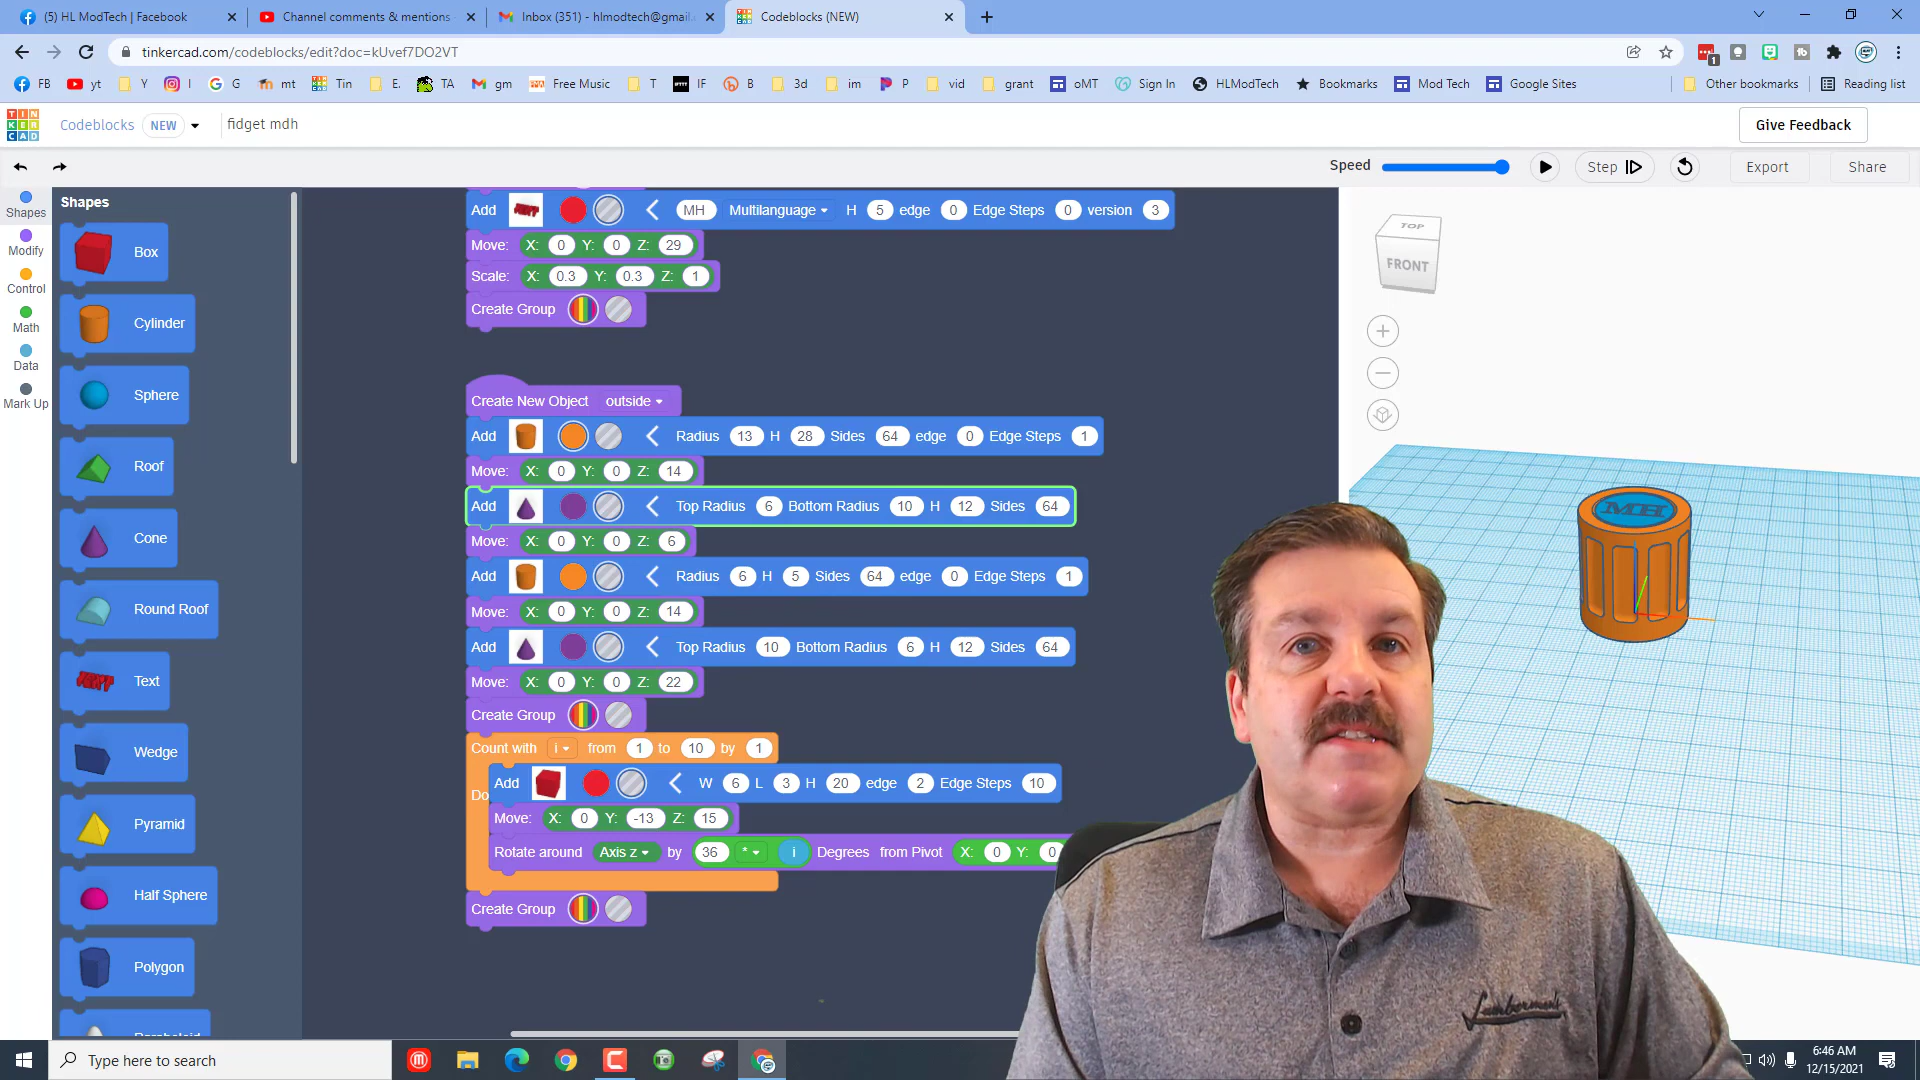 (5) HL ModTech | Facebook
Channel comments & mentions
Inbox (351) - hlmodtech@gmail.
Codeblocks (NEW)
tinkercad.com/codeblocks/edit?doc=kUvef7DO2VT
FB yt Y I G mt Tin E. TA gm Free Music T IF B 3d im P vid grant oMT Sign In HLModTech Bookmarks Mod Tech Google Sites Other bookmarks Reading list
TIN KER CAD
Codeblocks NEW fidget mdh Give Feedback
Speed Step Export Share
Shapes
Modify
Control
Math
Data
Mark Up
Shapes
Box
Cylinder
Sphere
Roof
Cone
Round Roof
Text
Wedge
Pyramid
Half Sphere
Polygon
Add MH Multilanguage H 5 edge 0 Edge Steps 0 version 3
Move: X: 0 Y: 0 Z: 29
Scale: X: 0.3 Y: 0.3 Z: 1
Create Group
Create New Object outside
Add Radius 13 H 28 Sides 64 edge 0 Edge Steps 1
Move: X: 0 Y: 0 Z: 14
Add Top Radius 6 Bottom Radius 10 H 12 Sides 64
Move: X: 0 Y: 0 Z: 6
Add Radius 6 H 5 Sides 64 edge 0 Edge Steps 1
Move: X: 0 Y: 0 Z: 14
Add Top Radius 10 Bottom Radius 6 H 12 Sides 64
Move: X: 0 Y: 0 Z: 22
Create Group
Count with i from 1 to 10 by 1
Do
Add W 6 L 3 H 20 edge 2 Edge Steps 10
Move: X: 0 Y: -13 Z: 15
Rotate around Axis z by 36 * i Degrees from Pivot X: 0 Y: 0
Create Group
TOP
FRONT
MH
Type here to search
6:46 AM
12/15/2021